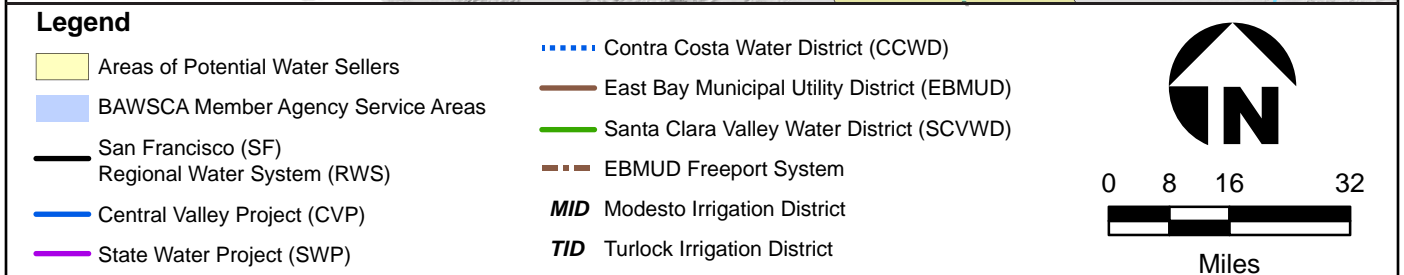 Legend
Areas of Potential Water Sellers
BAWSCA Member Agency Service Areas
San Francisco (SF)
Regional Water System (RWS)
Central Valley Project (CVP)
State Water Project (SWP)
Contra Costa Water District (CCWD)
East Bay Municipal Utility District (EBMUD)
Santa Clara Valley Water District (SCVWD)
EBMUD Freeport System
MID Modesto Irrigation District
TID Turlock Irrigation District
N
0 8 16 32
Miles